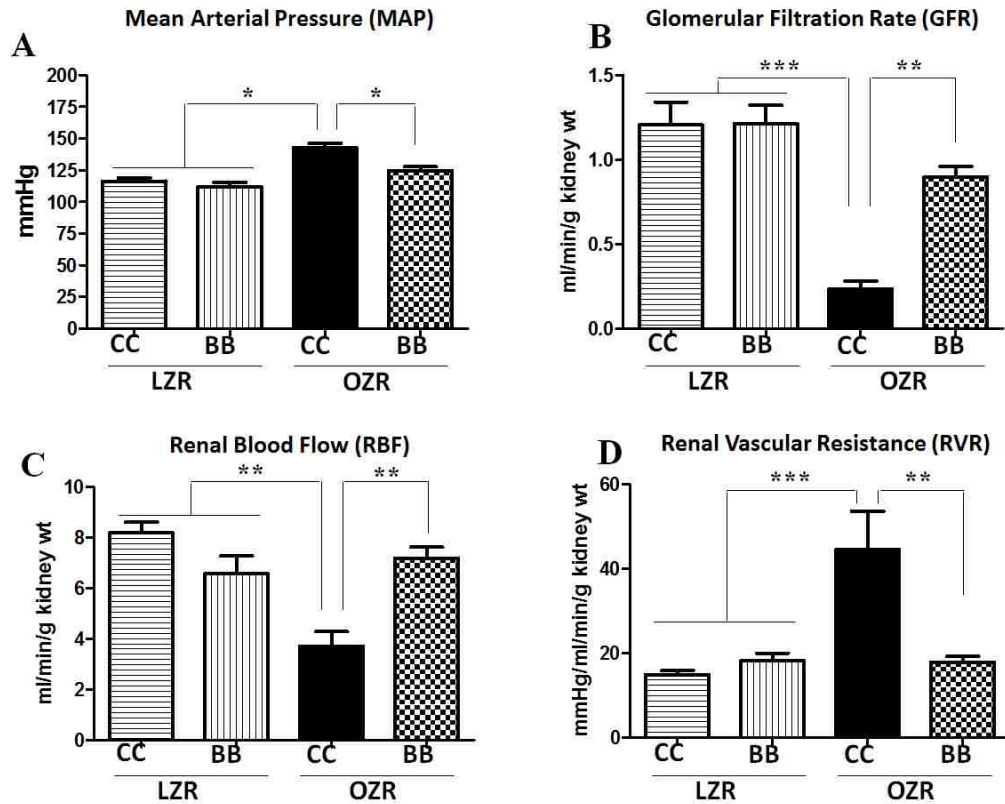 Mean Arterial Pressure (MAP)
A
200
175
150
125
100
75
50
25
0
mmHg
*
*
CC
BB
CC
BB
LZR
OZR
Glomerular Filtration Rate (GFR)
B
1.5
1.0
0.5
0.0
ml/min/g kidney wt
***
**
CC
BB
CC
BB
LZR
OZR
Renal Blood Flow (RBF)
C
10
8
6
4
2
0
ml/min/g kidney wt
**
**
CC
BB
CC
BB
LZR
OZR
Renal Vascular Resistance (RVR)
D
60
40
20
0
mmHg/ml/min/g kidney wt
***
**
CC
BB
CC
BB
LZR
OZR